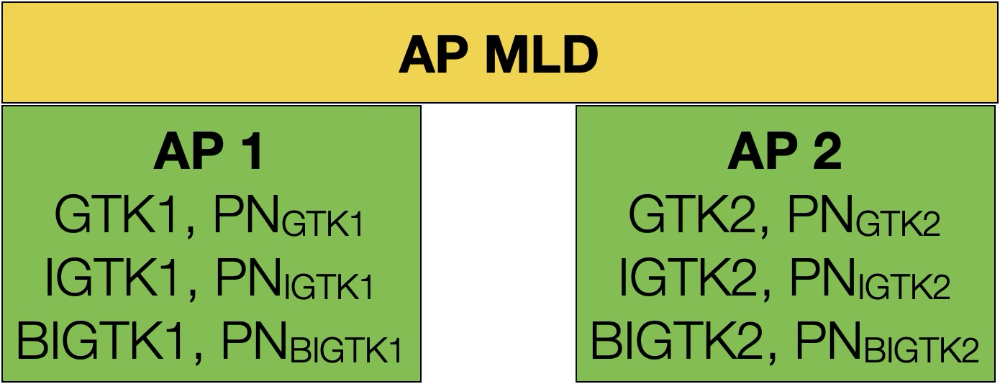 AP MLD
AP 1
GTK1, PNGTK1
IGTK1, PNIGTK1
BIGTK1, PNBIGTK1
AP 2
GTK2, PNGTK2
IGTK2, PNIGTK2
BIGTK2, PNBIGTK2